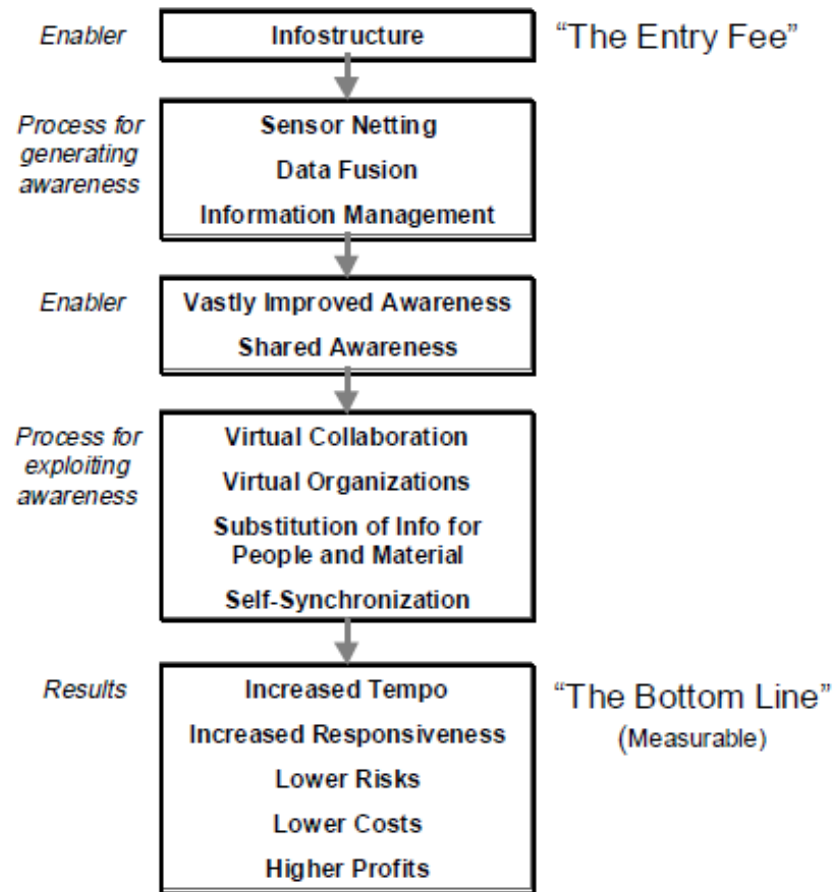 Enabler
Infostructure
“The Entry Fee”
Process for
generating
awareness
Sensor Netting
Data Fusion
Information Management
Enabler
Vastly Improved Awareness
Shared Awareness
Process for
exploiting
awareness
Virtual Collaboration
Virtual Organizations
Substitution of Info for
People and Material
Self-Synchronization
Results
Increased Tempo
Increased Responsiveness
Lower Risks
Lower Costs
Higher Profits
“The Bottom Line”
(Measurable)